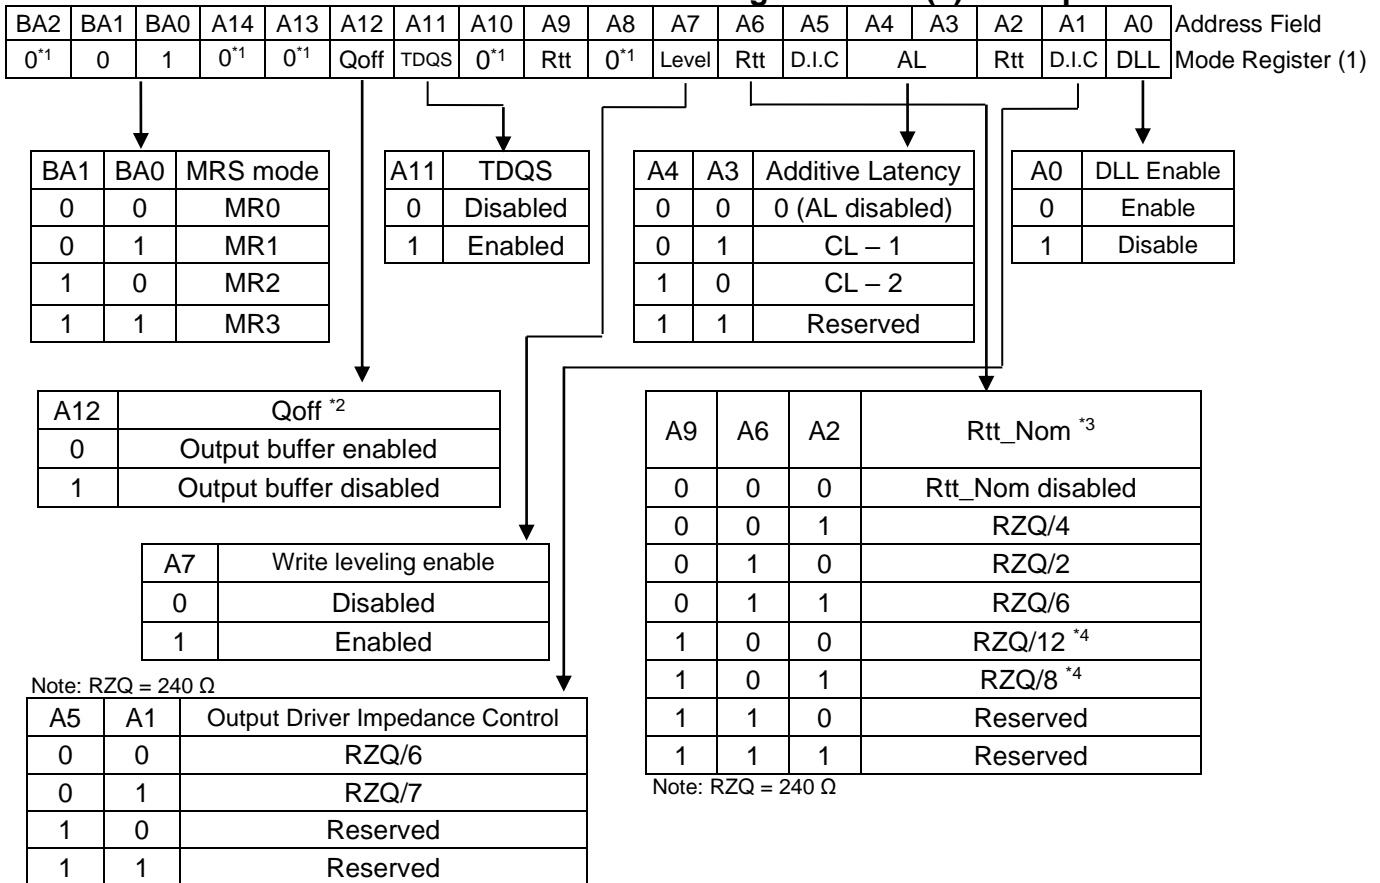 BA2 BA1 BA0 A14 A13 A12 A11 A10 A9 A8 A7 A6 A5 A4 A3 A2 A1 A0 Address Field
0*1 0 1 0*1 0*1 Qoff TDQS 0*1 Rtt 0*1 Level Rtt D.I.C AL Rtt D.I.C DLL Mode Register (1)
BA1 BA0 MRS mode
0 0 MR0
0 1 MR1
1 0 MR2
1 1 MR3
A11 TDQS
0 Disabled
1 Enabled
A4 A3 Additive Latency
0 0 0 (AL disabled)
0 1 CL – 1
1 0 CL – 2
1 1 Reserved
A0 DLL Enable
0 Enable
1 Disable
A12 Qoff *2
0 Output buffer enabled
1 Output buffer disabled
A7 Write leveling enable
0 Disabled
1 Enabled
Note: RZQ = 240 Ω
A5 A1 Output Driver Impedance Control
0 0 RZQ/6
0 1 RZQ/7
1 0 Reserved
1 1 Reserved
A9 A6 A2 Rtt_Nom *3
0 0 0 Rtt_Nom disabled
0 0 1 RZQ/4
0 1 0 RZQ/2
0 1 1 RZQ/6
1 0 0 RZQ/12 *4
1 0 1 RZQ/8 *4
1 1 0 Reserved
1 1 1 Reserved
Note: RZQ = 240 Ω